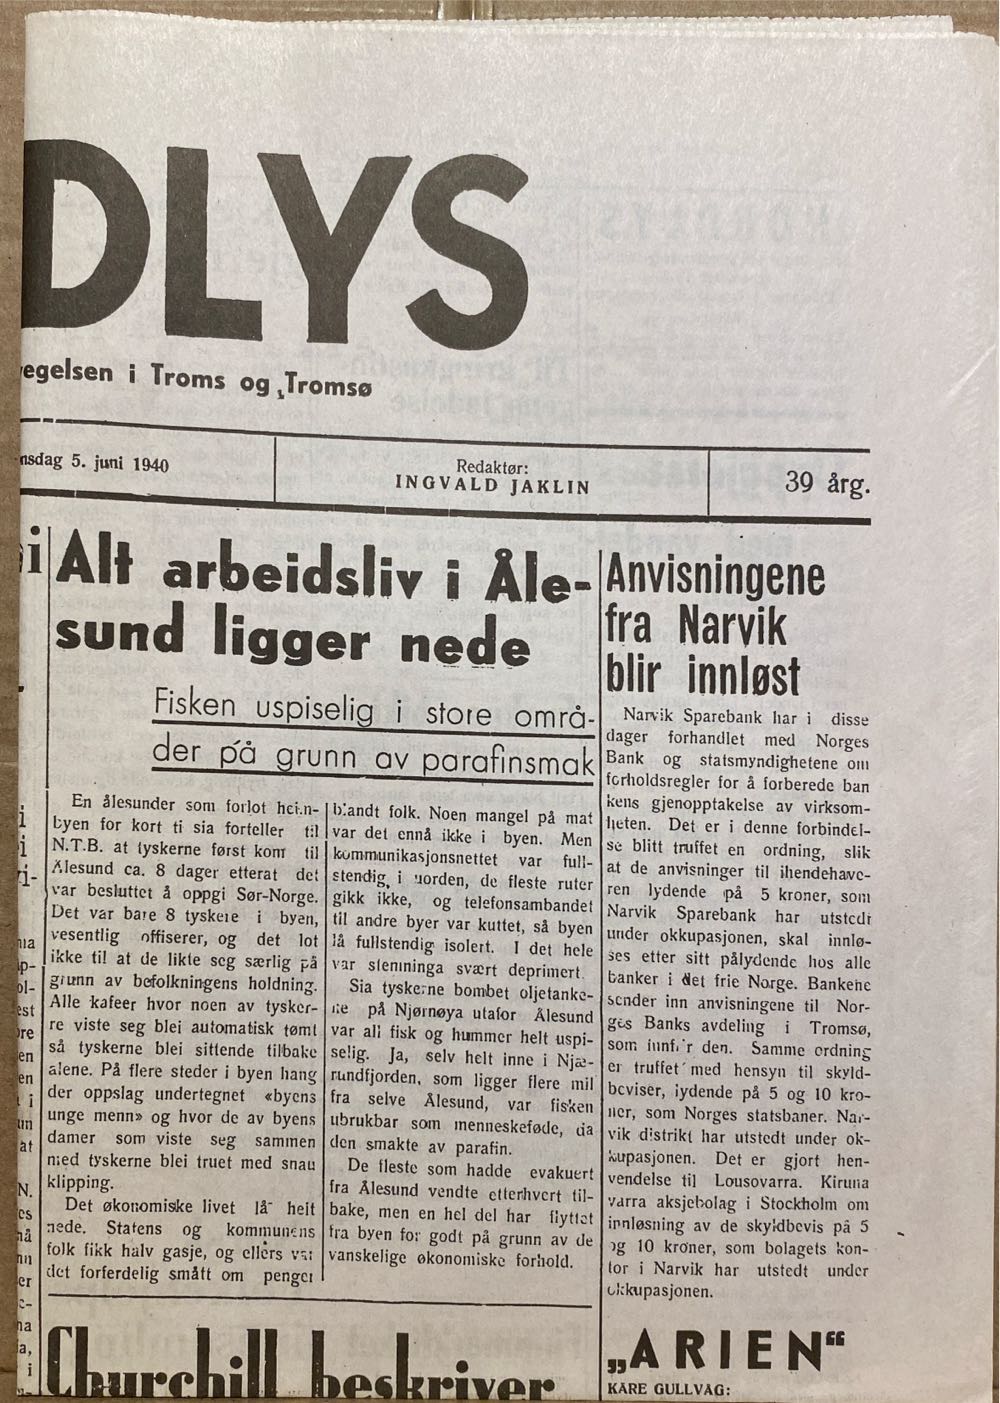 DLYS
egelsen i Troms og Tromsø
nsdag 5. juni 1940
Redaktør:
INGVALD JAKLIN
39 årg.
Alt arbeidsliv i Åle-
sund ligger nede
Fisken uspiselig i store områ-
der på grunn av parafinsmak
En ålesunder som forlot heim-
byen for kort ti sia forteller til
N.T.B. at tyskerne først kom til
Ålesund ca. 8 dager etterat det
var besluttet å oppgi Sør-Norge.
Det var bare 8 tyskere i byen,
vesentlig offiserer, og det lot
ikke til at de likte seg særlig på
grunn av befolkningens holdning.
Alle kafeer hvor noen av tysker-
re viste seg blei automatisk tømt
så tyskerne blei sittende tilbake
alene. På flere steder i byen hang
der oppslag undertegnet «byens
unge menn» og hvor de av byens
damer som viste seg sammen
med tyskerne blei truet med snau
klipping.
Det økonomiske livet lå heit
nede. Statens og kommunens
folk fikk halv gasje, og ellers var
det forferdelig smått om penger
blandt folk. Noen mangel på mat
var det ennå ikke i byen. Men
kommunikasjonsnettet var full-
stendig i uorden, de fleste ruter
gikk ikke, og telefonsambandet
til andre byer var kuttet, så byen
lå fullstendig isolert. I det hele
var stemninga svært deprimert.
Sia tyskerne bombet oljetanke-
ne på Njørnøya utafor Ålesund
var all fisk og hummer helt uspi-
selig. Ja, selv helt inne i Njæ-
rundfjorden, som ligger flere mil
fra selve Ålesund, var fisken
ubrukbar som menneskeføde, da
den smakte av parafin.
De fleste som hadde evakuert
fra Ålesund vendte etterhvert til-
bake, men en hel del har flyttet
fra byen for godt på grunn av de
vanskelige økonomiske forhold.
Churchill beskriver
Anvisningene
fra Narvik
blir innløst
Narvik Sparebank har i disse
dager forhandlet med Norges
Bank og statsmyndighetene om
forholdsregler for å forberede ban
kens gjenopptakelse av virksom-
heten. Det er i denne forbindel-
se blitt truffet en ordning, slik
at de anvisninger til ihendehave-
ren lydende på 5 kroner, som
Narvik Sparebank har utstedt
under okkupasjonen, skal innlø-
ses etter sitt pålydende hos alle
banker i det frie Norge. Bankene
sender inn anvisningene til Nor-
ges Banks avdeling i Tromsø,
som innfrir den. Samme ordning
er truffet med hensyn til skyld-
beviser, lydende på 5 og 10 kro-
ner, som Norges statsbaner. Nar-
vik distrikt har utstedt under ok-
kupasjonen. Det er gjort hen-
vendelse til Lousovarra. Kiruna
varra aksjebolag i Stockholm om
innløsning av de skyldbevis på 5
og 10 kroner, som bolagets kon-
tor i Narvik har utstedt under
okkupasjonen.
„ARIEN“
KÅRE GULLVÅG: